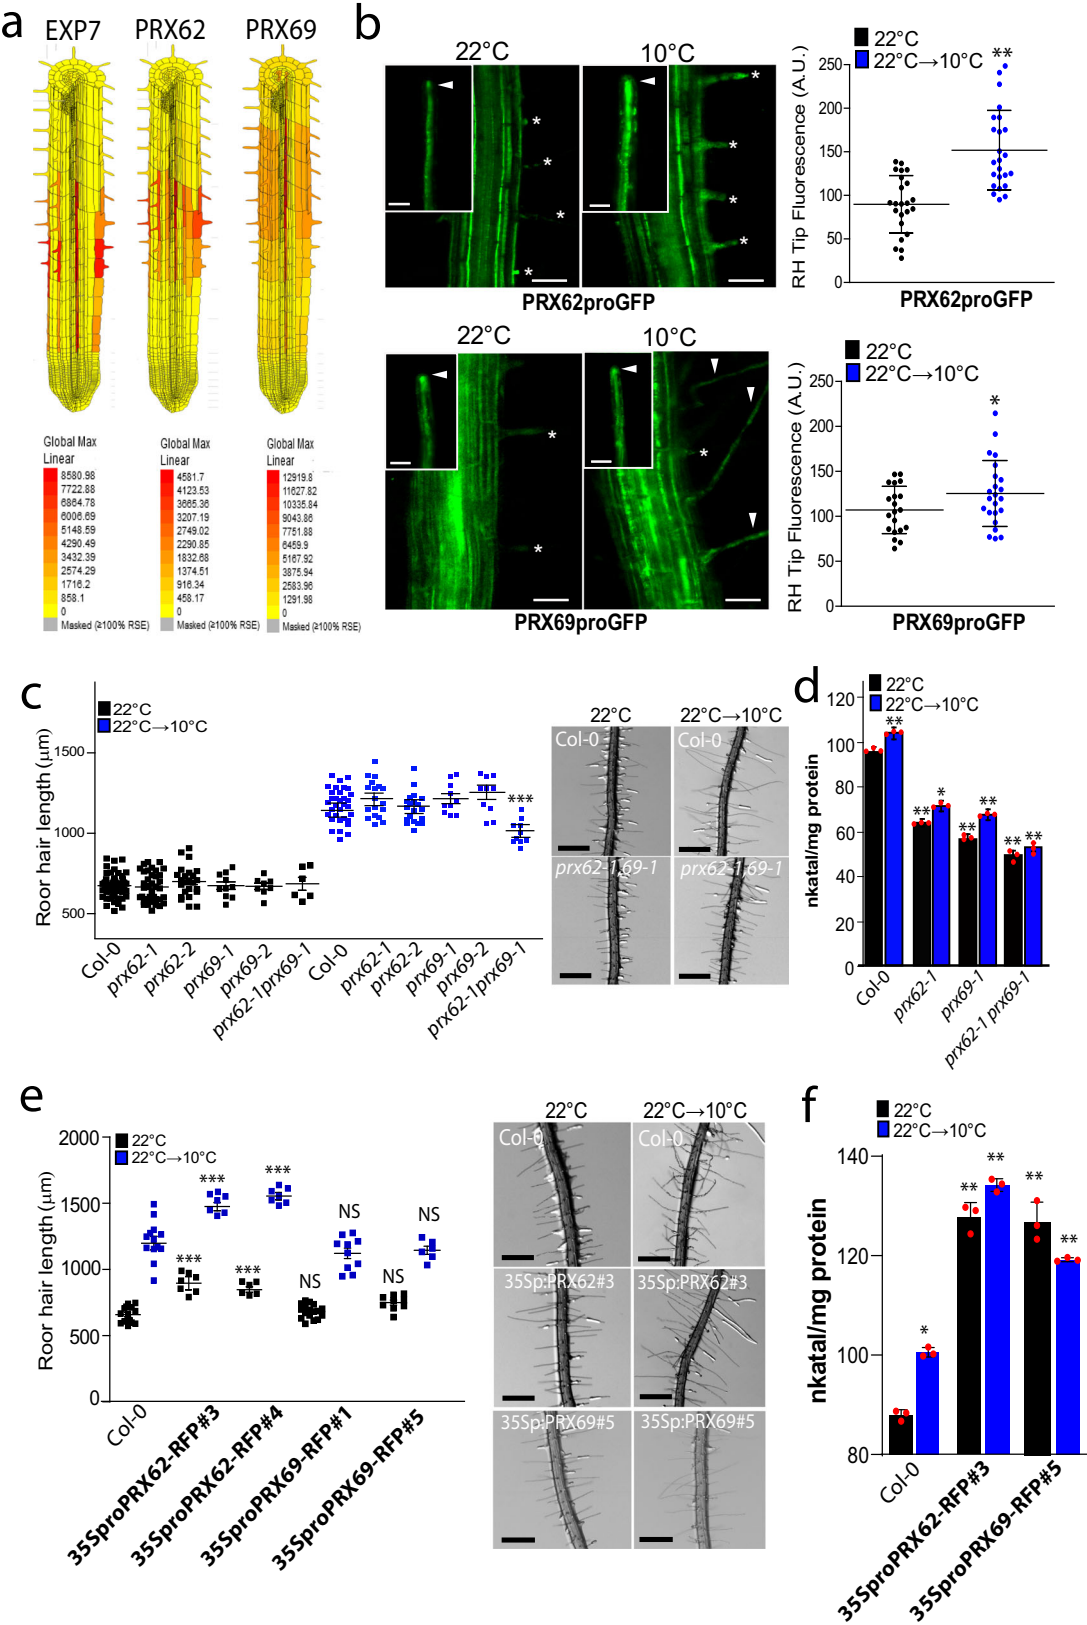 a
EXP7
PRX62
PRX69
Global Max
Linear
8580.98
7722.88
6864.78
6006.69
5148.59
4290.49
3432.39
2574.29
1716.2
858.1
0
Masked (≥100% RSE)
Global Max
Linear
4581.7
4123.53
3665.36
3207.19
2749.02
2290.85
1832.68
1374.51
916.34
458.17
0
Masked (≥100% RSE)
Global Max
Linear
12919.8
11627.82
10335.84
9043.86
7751.88
6459.9
5167.92
3875.94
2583.96
1291.98
0
Masked (≥100% RSE)
b
22°C
10°C
*
*
*
*
*
*
*
*
PRX62proGFP
22°C
22°C→10°C
**
RH Tip Fluorescence (A.U.)
250
200
150
100
50
0
PRX62proGFP
22°C
10°C
*
*
*
PRX69proGFP
22°C
22°C→10°C
*
RH Tip Fluorescence (A.U.)
250
200
150
100
50
0
PRX69proGFP
c
22°C
22°C→10°C
Roor hair length (µm)
1500
1000
500
***
Col-0
prx62-1
prx62-2
prx69-1
prx69-2
prx62-1prx69-1
Col-0
prx62-1
prx62-2
prx69-1
prx69-2
prx62-1prx69-1
22°C
22°C→10°C
Col-0
Col-0
prx62-1,69-1
prx62-1,69-1
d
22°C
22°C→10°C
nkatal/mg protein
120
100
80
60
40
20
0
**
**
*
**
**
**
**
Col-0
prx62-1
prx69-1
prx62-1 prx69-1
e
22°C
22°C→10°C
Roor hair length (µm)
2000
1500
1000
500
0
***
***
***
***
NS
NS
NS
NS
Col-0
35SproPRX62-RFP#3
35SproPRX62-RFP#4
35SproPRX69-RFP#1
35SproPRX69-RFP#5
22°C
22°C→10°C
Col-0
Col-0
35Sp:PRX62#3
35Sp:PRX62#3
35Sp:PRX69#5
35Sp:PRX69#5
f
22°C
22°C→10°C
nkatal/mg protein
140
120
100
80
*
**
**
**
**
Col-0
35SproPRX62-RFP#3
35SproPRX69-RFP#5